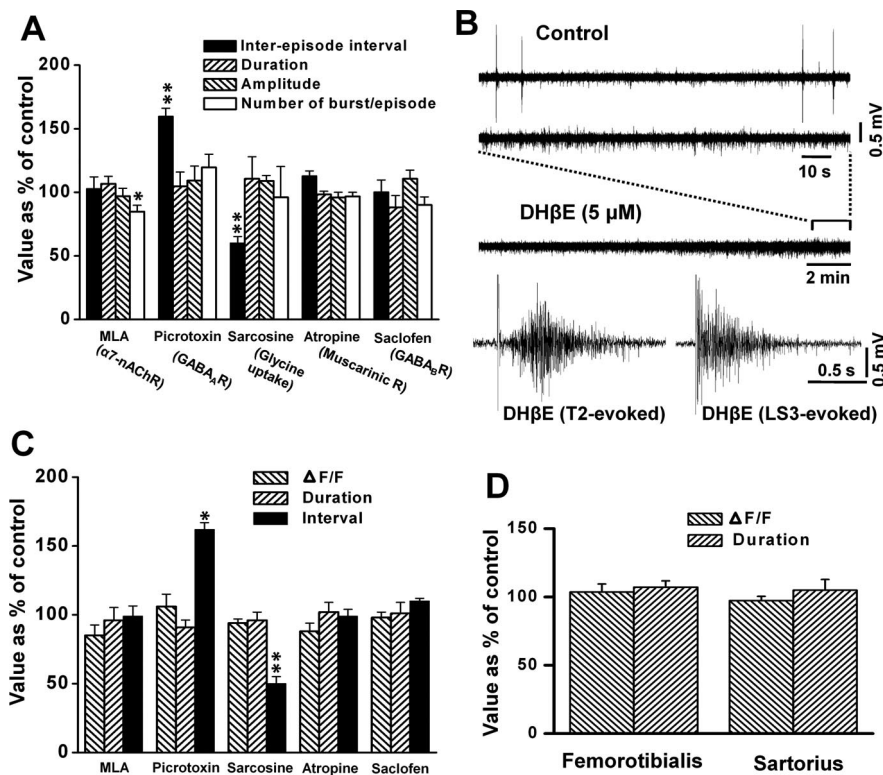 A
Value as % of control
200
150
100
50
0
Inter-episode interval
Duration
Amplitude
Number of burst/episode
**
*
**
MLA
(α7-nAChR)
Picrotoxin
(GABAAR)
Sarcosine
(Glycine
uptake)
Atropine
(Muscarinic R)
Saclofen
(GABABR)
B
Control
0.5 mV
10 s
DHβE (5 µM)
2 min
0.5 s
0.5 mV
DHβE (T2-evoked)
DHβE (LS3-evoked)
C
Value as % of control
200
150
100
50
0
Δ F/F
Duration
Interval
*
**
MLA
Picrotoxin
Sarcosine
Atropine
Saclofen
D
Value as % of control
150
100
50
0
Δ F/F
Duration
Femorotibialis
Sartorius